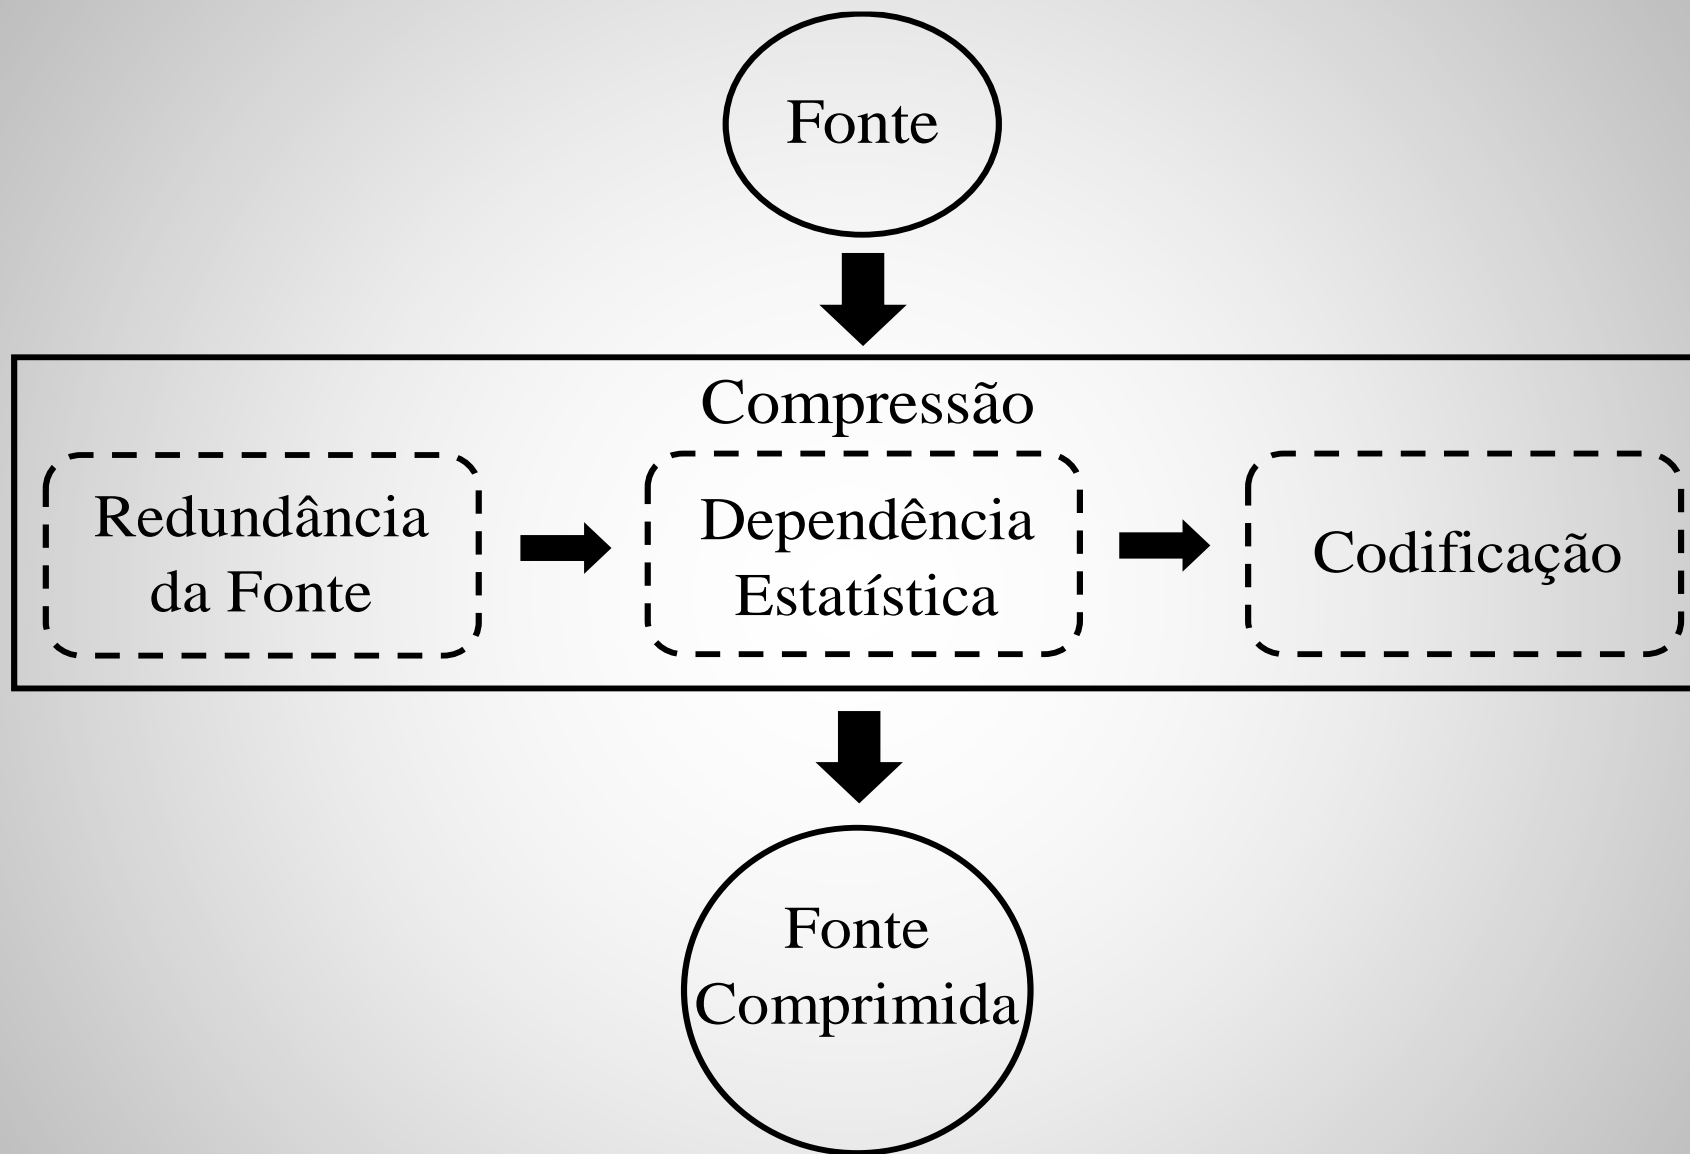 Fonte
Compressão
Redundância
da Fonte
Dependência
Estatística
Codificação
Fonte
Comprimida